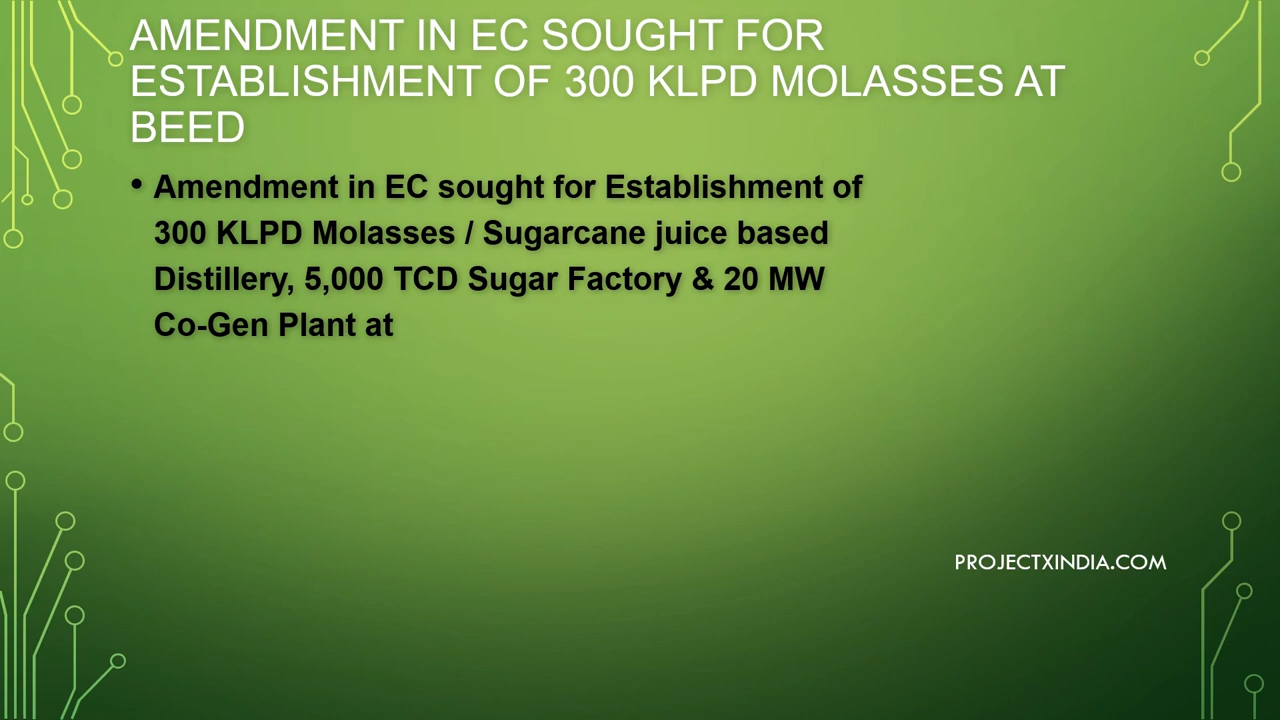 AMENDMENT IN EC SOUGHT FOR
ESTABLISHMENT OF 300 KLPD MOLASSES AT
BEED
• Amendment in EC sought for Establishment of
300 KLPD Molasses / Sugarcane juice based
Distillery, 5,000 TCD Sugar Factory & 20 MW
Co-Gen Plant at
PROJECTXINDIA.COM